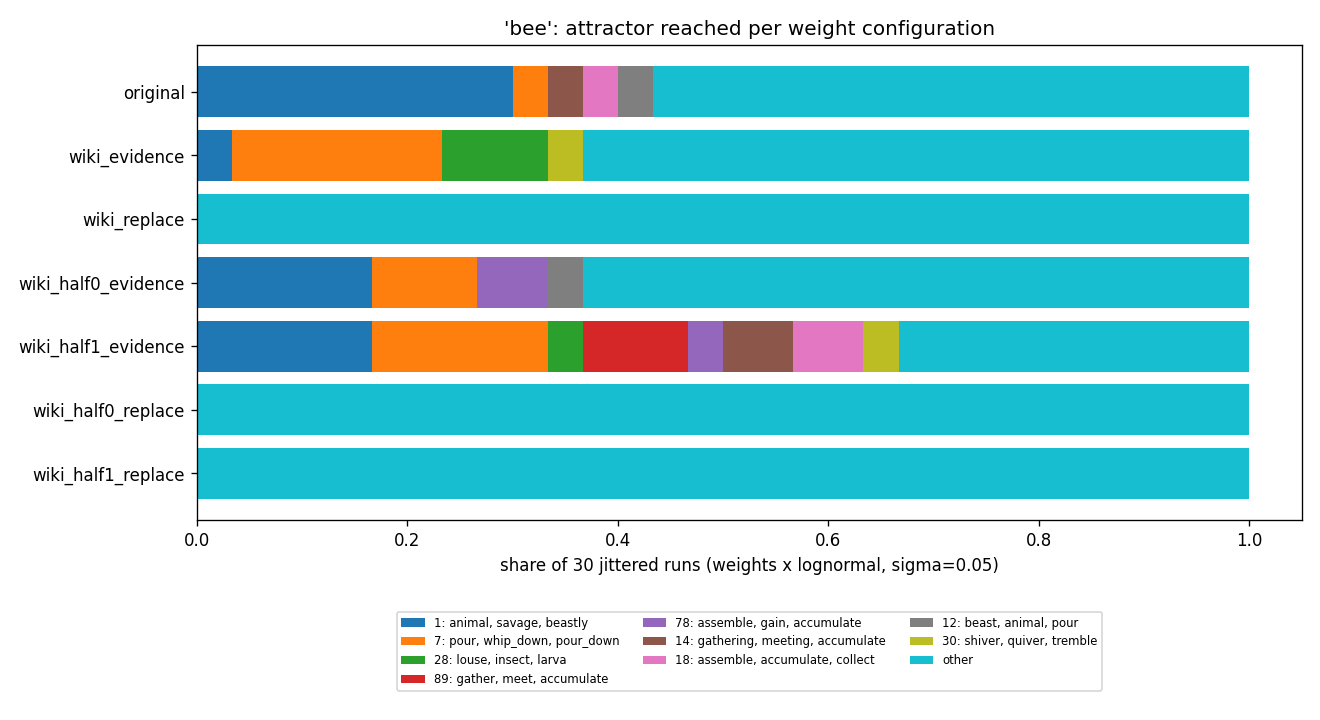 'bee': attractor reached per weight configuration
original
wiki_evidence
wiki_replace
wiki_half0_evidence
wiki_half1_evidence
wiki_half0_replace
wiki_half1_replace
0.0 0.2 0.4 0.6 0.8 1.0
share of 30 jittered runs (weights x lognormal, sigma=0.05)
1: animal, savage, beastly
7: pour, whip_down, pour_down
28: louse, insect, larva
89: gather, meet, accumulate
78: assemble, gain, accumulate
14: gathering, meeting, accumulate
18: assemble, accumulate, collect
12: beast, animal, pour
30: shiver, quiver, tremble
other